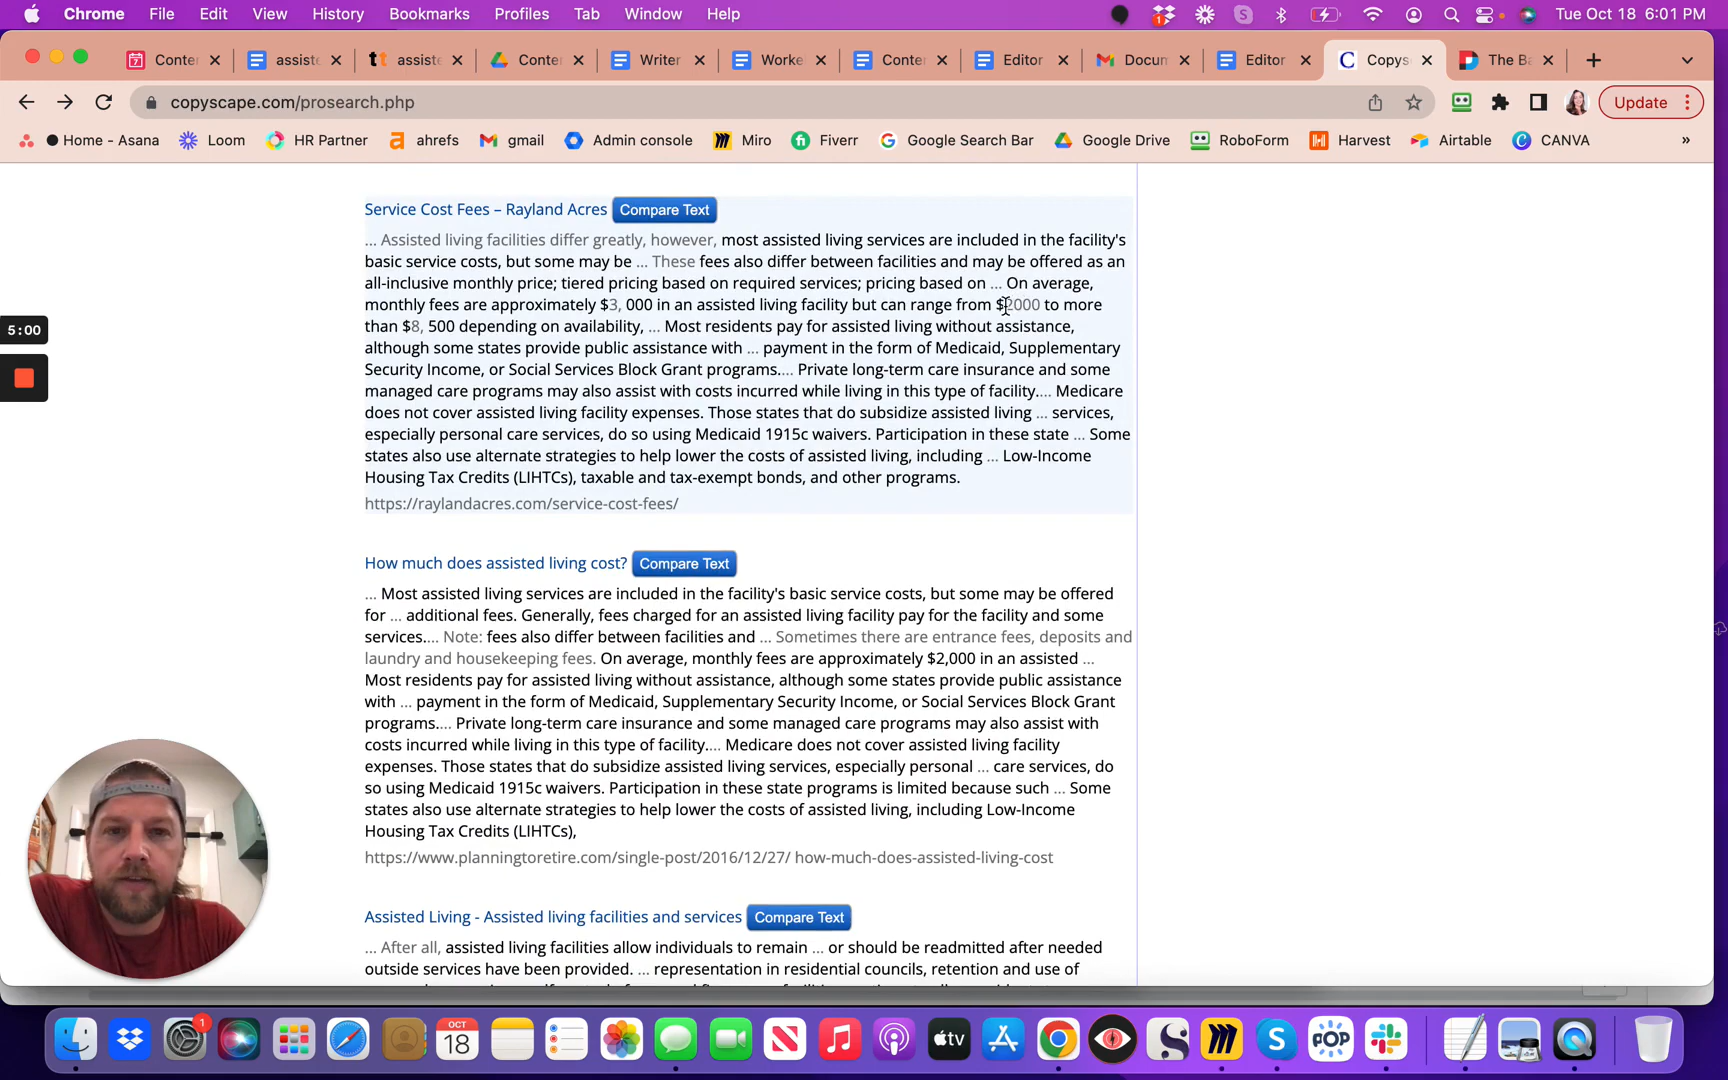 Chrome File Edit View History Bookmarks Profiles Tab Window Help Tue Oct 18 6:01 PM
Conter assiste assiste Conter Writer Worke Conter Editor Docum Editor Copys The Ba
copyscape.com/prosearch.php Update
Home - Asana Loom HR Partner ahrefs gmail Admin console Miro Fiverr Google Search Bar Google Drive RoboForm Harvest Airtable CANVA »
Service Cost Fees – Rayland Acres Compare Text
... Assisted living facilities differ greatly, however, most assisted living services are included in the facility's
basic service costs, but some may be ... These fees also differ between facilities and may be offered as an
all-inclusive monthly price; tiered pricing based on required services; pricing based on ... On average,
monthly fees are approximately $3, 000 in an assisted living facility but can range from $2000 to more
than $8, 500 depending on availability, ... Most residents pay for assisted living without assistance,
although some states provide public assistance with ... payment in the form of Medicaid, Supplementary
Security Income, or Social Services Block Grant programs.... Private long-term care insurance and some
managed care programs may also assist with costs incurred while living in this type of facility.... Medicare
does not cover assisted living facility expenses. Those states that do subsidize assisted living ... services,
especially personal care services, do so using Medicaid 1915c waivers. Participation in these state ... Some
states also use alternate strategies to help lower the costs of assisted living, including ... Low-Income
Housing Tax Credits (LIHTCs), taxable and tax-exempt bonds, and other programs.
https://raylandacres.com/service-cost-fees/
5:00
How much does assisted living cost? Compare Text
... Most assisted living services are included in the facility's basic service costs, but some may be offered
for ... additional fees. Generally, fees charged for an assisted living facility pay for the facility and some
services.... Note: fees also differ between facilities and ... Sometimes there are entrance fees, deposits and
laundry and housekeeping fees. On average, monthly fees are approximately $2,000 in an assisted ...
Most residents pay for assisted living without assistance, although some states provide public assistance
with ... payment in the form of Medicaid, Supplementary Security Income, or Social Services Block Grant
programs.... Private long-term care insurance and some managed care programs may also assist with
costs incurred while living in this type of facility.... Medicare does not cover assisted living facility
expenses. Those states that do subsidize assisted living services, especially personal ... care services, do
so using Medicaid 1915c waivers. Participation in these state programs is limited because such ... Some
states also use alternate strategies to help lower the costs of assisted living, including Low-Income
Housing Tax Credits (LIHTCs),
https://www.planningtoretire.com/single-post/2016/12/27/ how-much-does-assisted-living-cost
Assisted Living - Assisted living facilities and services Compare Text
... After all, assisted living facilities allow individuals to remain ... or should be readmitted after needed
outside services have been provided. ... representation in residential councils, retention and use of
1
OCT
18
tv
POP